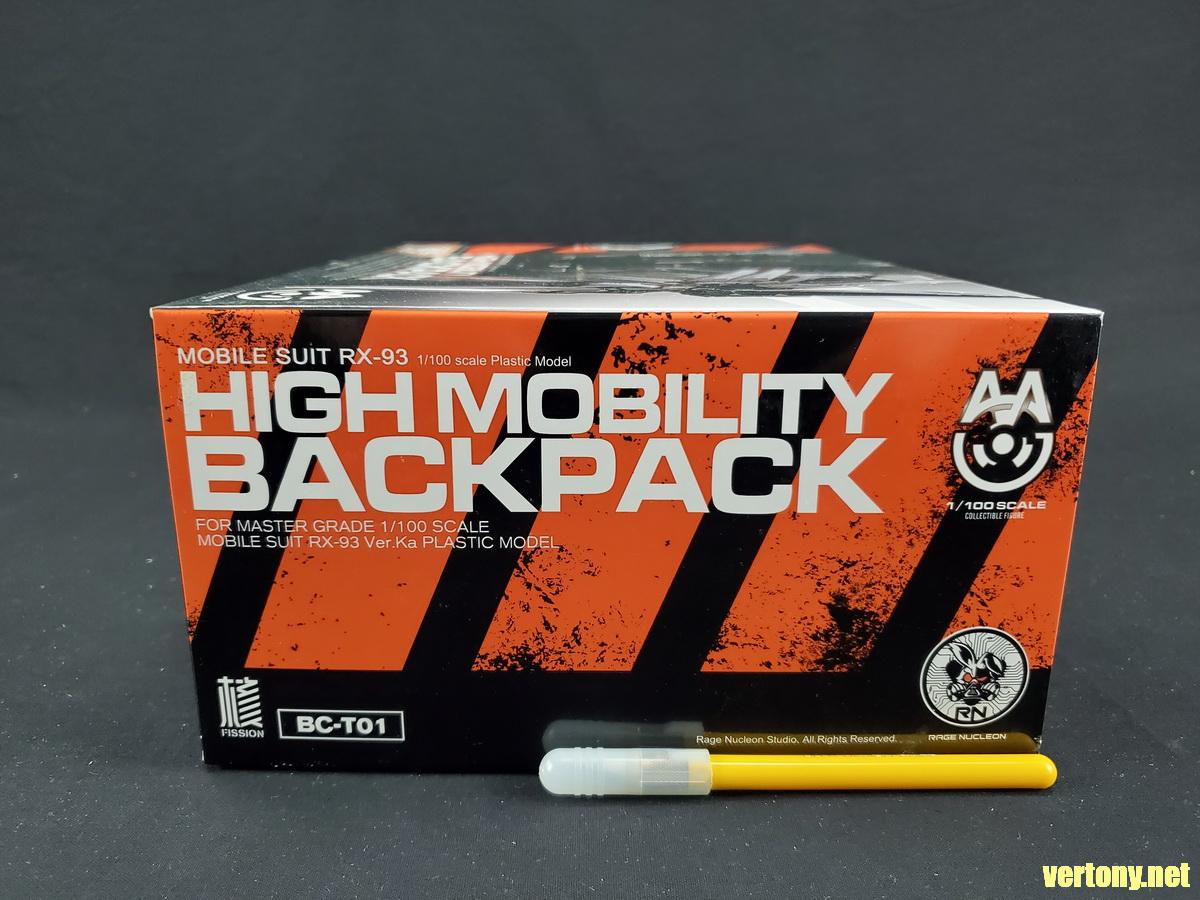 MOBILE SUIT RX-93 1/100 scale Plastic Model
HIGH MOBILITY
BACKPACK
FOR MASTER GRADE 1/100 SCALE
MOBILE SUIT RX-93 Ver.Ka PLASTIC MODEL
1/100 SCALE
COLLECTIBLE FIGURE
FISSION
BC-T01
RN
Rage Nucleon Studio. All Rights Reserved.
RAGE NUCLEON
vertony.net